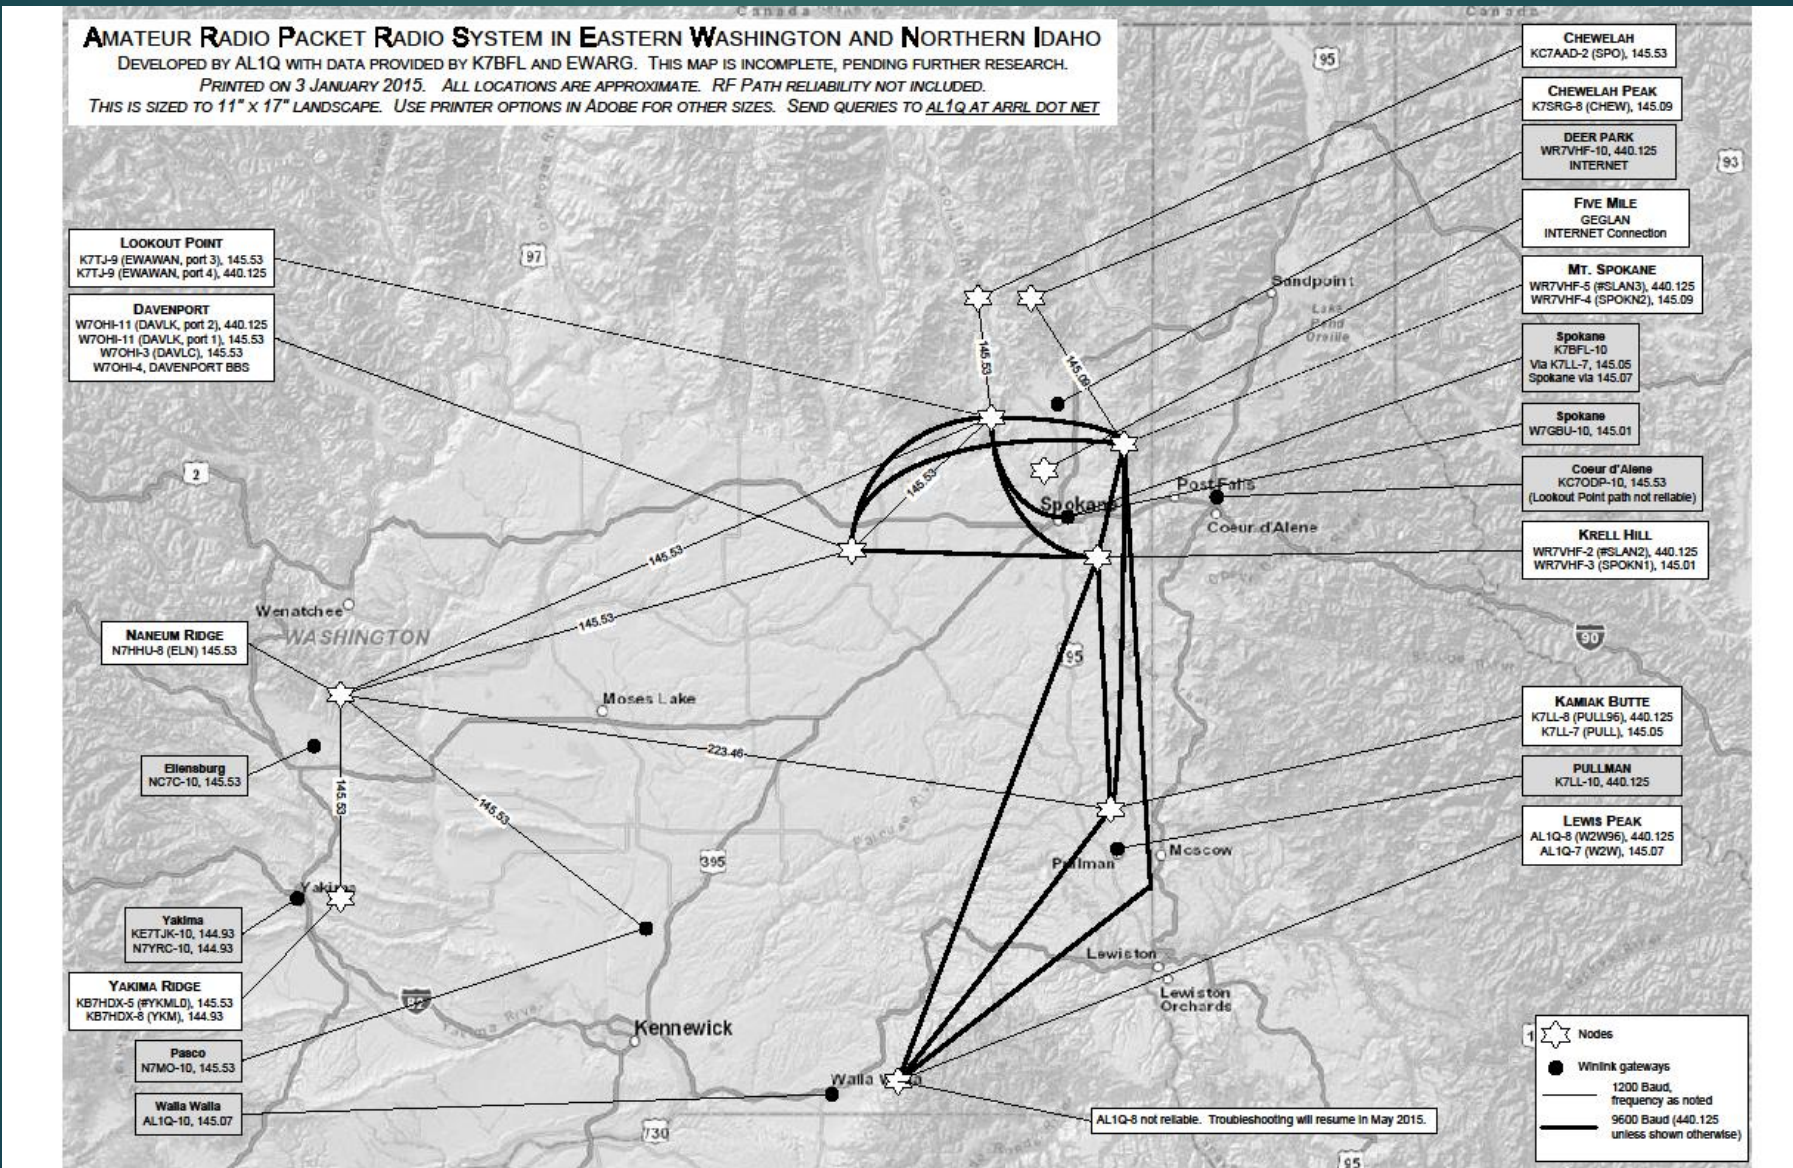 Canada
Canada
AMATEUR RADIO PACKET RADIO SYSTEM IN EASTERN WASHINGTON AND NORTHERN IDAHO
DEVELOPED BY AL1Q WITH DATA PROVIDED BY K7BFL AND EWARG. THIS MAP IS INCOMPLETE, PENDING FURTHER RESEARCH.
PRINTED ON 3 JANUARY 2015. ALL LOCATIONS ARE APPROXIMATE. RF PATH RELIABILITY NOT INCLUDED.
THIS IS SIZED TO 11" X 17" LANDSCAPE. USE PRINTER OPTIONS IN ADOBE FOR OTHER SIZES. SEND QUERIES TO AL1Q AT ARRL DOT NET
LOOKOUT POINT
K7TJ-9 (EWAWAN, port 3), 145.53
K7TJ-9 (EWAWAN, port 4), 440.125
DAVENPORT
W7OHI-11 (DAVLK, port 2), 440.125
W7OHI-11 (DAVLK, port 1), 145.53
W7OHI-3 (DAVLC), 145.53
W7OHI-4, DAVENPORT BBS
NANEUM RIDGE
N7HHU-8 (ELN) 145.53
Ellensburg
NC7C-10, 145.53
Yakima
KE7TJK-10, 144.93
N7YRC-10, 144.93
YAKIMA RIDGE
KB7HDX-5 (#YKML0), 145.53
KB7HDX-8 (YKM), 144.93
Pasco
N7MO-10, 145.53
Walla Walla
AL1Q-10, 145.07
CHEWELAH
KC7AAD-2 (SPO), 145.53
CHEWELAH PEAK
K7SRG-8 (CHEW), 145.09
DEER PARK
WR7VHF-10, 440.125
INTERNET
FIVE MILE
GEGLAN
INTERNET Connection
MT. SPOKANE
WR7VHF-5 (#SLAN3), 440.125
WR7VHF-4 (SPOKN2), 145.09
Spokane
K7BFL-10
Via K7LL-7, 145.05
Spokane via 145.07
Spokane
W7GBU-10, 145.01
Coeur d'Alene
KC7ODP-10, 145.53
(Lookout Point path not reliable)
KRELL HILL
WR7VHF-2 (#SLAN2), 440.125
WR7VHF-3 (SPOKN1), 145.01
KAMIAK BUTTE
K7LL-8 (PULL96), 440.125
K7LL-7 (PULL), 145.05
PULLMAN
K7LL-10, 440.125
LEWIS PEAK
AL1Q-8 (W2W96), 440.125
AL1Q-7 (W2W), 145.07
AL1Q-8 not reliable. Troubleshooting will resume in May 2015.
Nodes
Winlink gateways
1200 Baud,
frequency as noted
9600 Baud (440.125
unless shown otherwise)
95
93
97
2
90
95
395
82
730
95
Sandpoint
Lake
Pend
Oreille
Spokane
Post Falls
Coeur d'Alene
Wenatchee
WASHINGTON
Moses Lake
Yakima
Yakima River
Kennewick
Walla Walla
Pullman
Moscow
Lewiston
Lewiston
Orchards
145.53
145.09
145.53
145.53
145.53
223.46
145.53
145.53